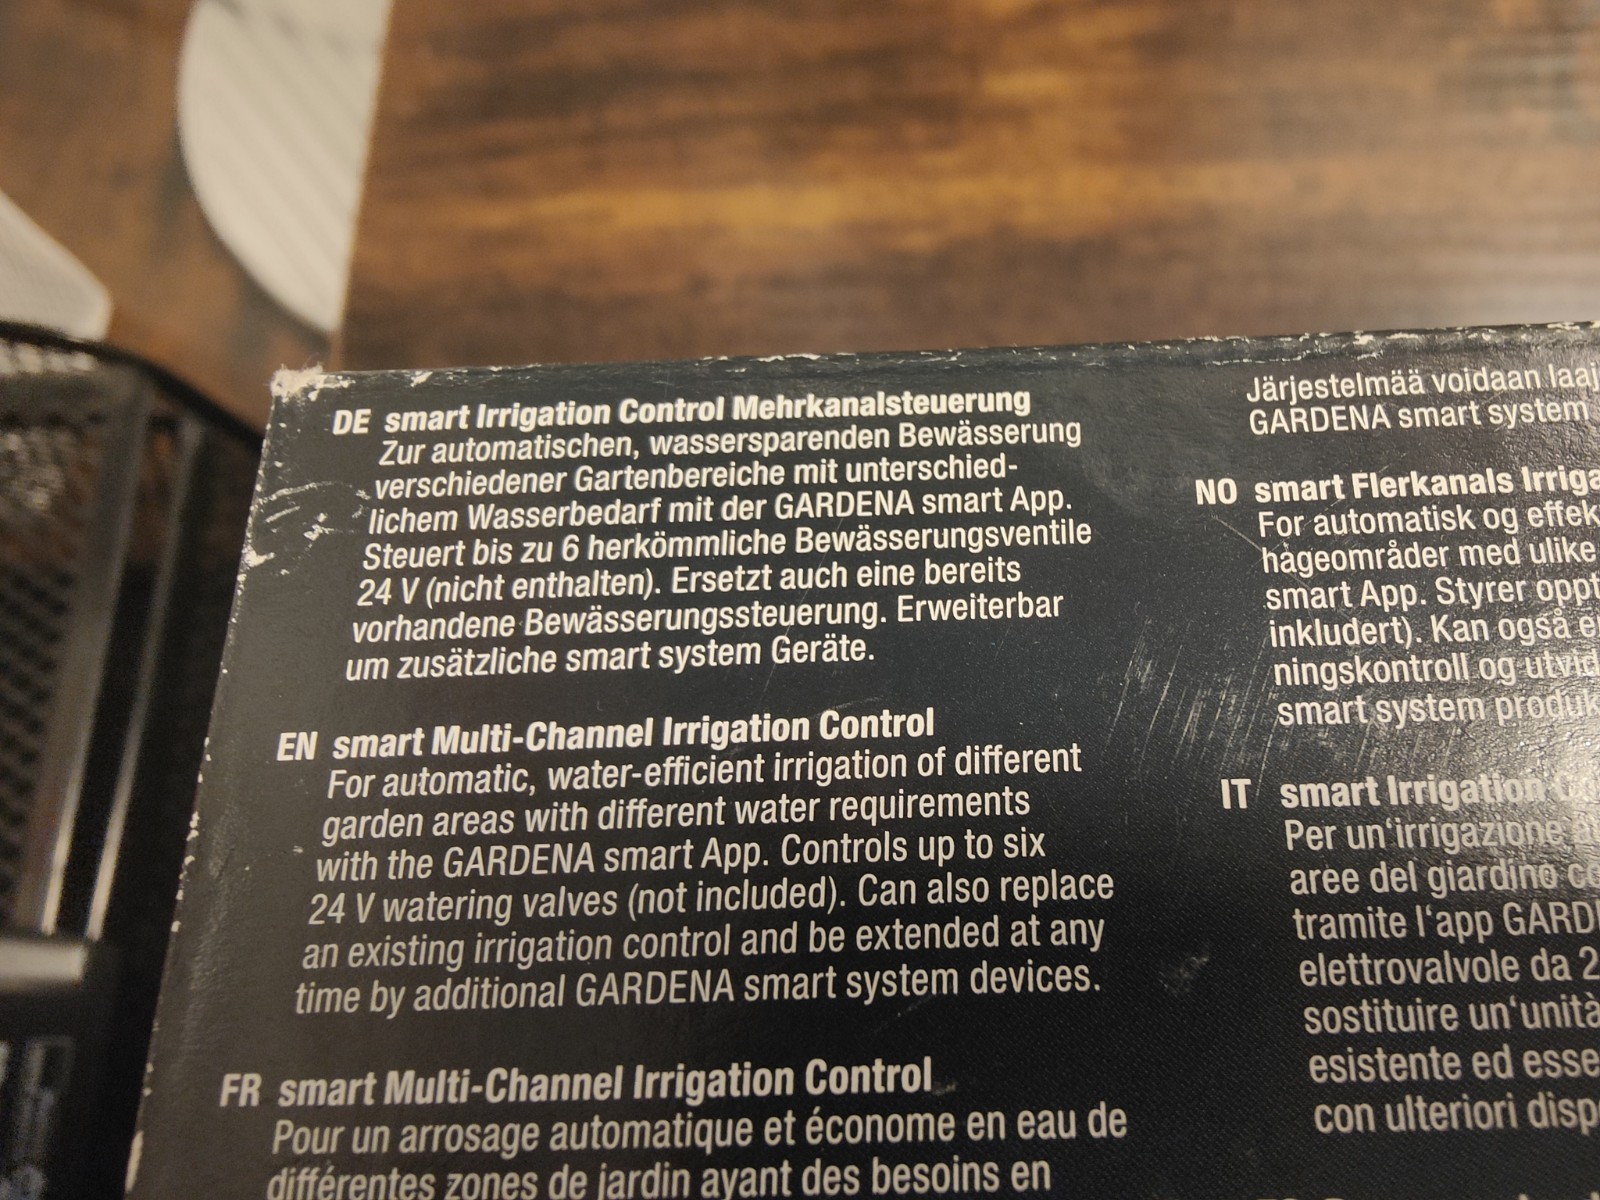 DE smart Irrigation Control Mehrkanalsteuerung
Zur automatischen, wassersparenden Bewässerung
verschiedener Gartenbereiche mit unterschied-
lichem Wasserbedarf mit der GARDENA smart App.
Steuert bis zu 6 herkömmliche Bewässerungsventile
24 V (nicht enthalten). Ersetzt auch eine bereits
vorhandene Bewässerungssteuerung. Erweiterbar
um zusätzliche smart system Geräte.
EN smart Multi-Channel Irrigation Control
For automatic, water-efficient irrigation of different
garden areas with different water requirements
with the GARDENA smart App. Controls up to six
24 V watering valves (not included). Can also replace
an existing irrigation control and be extended at any
time by additional GARDENA smart system devices.
FR smart Multi-Channel Irrigation Control
Pour un arrosage automatique et économe en eau de
différentes zones de jardin ayant des besoins en
Järjestelmää voidaan
GARDENA smart system
NO smart Flerkanals
For automatisk og
hageområder med ulike
smart App. Styrer
inkludert). Kan også
ningskontroll og
smart system
IT smart Irrigation
Per un'irrigazione
aree del giardino
tramite l'app
elettrovalvole da
sostituire un'unità
esistente ed
con ulteriori